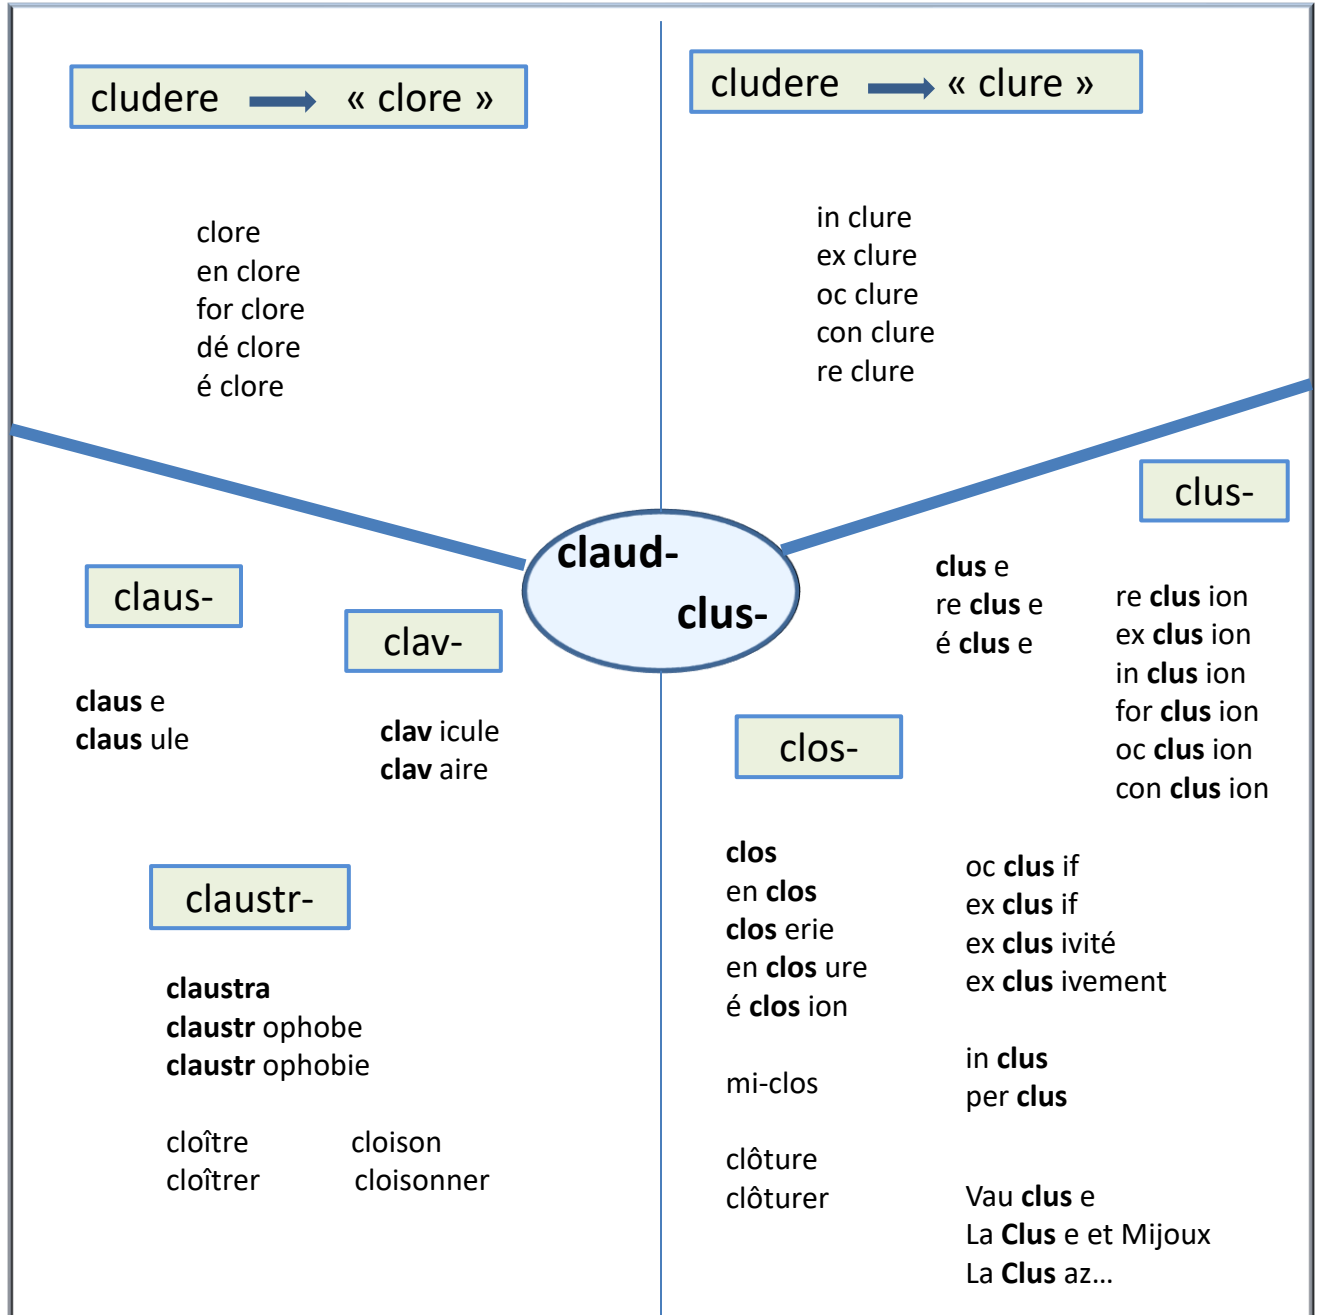 cludere → « clore »
clore
en clore
for clore
dé clore
é clore
cludere → « clure »
in clure
ex clure
oc clure
con clure
re clure
claud-
clus-
claus-
claus e
claus ule
clav-
clav icule
clav aire
claustr-
claustra
claustr ophobe
claustr ophobie
cloître
cloîtrer
cloison
cloisonner
clus-
clus e
re clus e
é clus e
re clus ion
ex clus ion
in clus ion
for clus ion
oc clus ion
con clus ion
clos-
clos
en clos
clos erie
en clos ure
é clos ion
mi-clos
clôture
clôturer
oc clus if
ex clus if
ex clus ivité
ex clus ivement
in clus
per clus
Vau clus e
La Clus e et Mijoux
La Clus az...